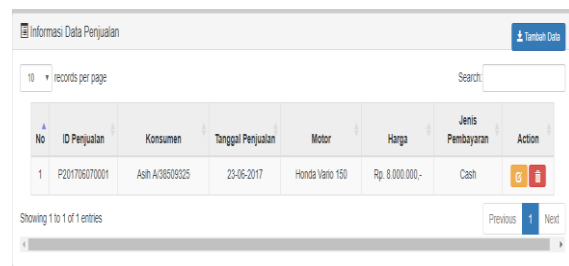 Informasi Data Penjualan
Tambah Data
10 records per page
Search:
No ID Penjualan Konsumen Tanggal Penjualan Motor Harga Jenis Pembayaran Action
1 P201706070001 Asih A/38509325 23-06-2017 Honda Vario 150 Rp. 8.000.000,- Cash
Showing 1 to 1 of 1 entries
Previous 1 Next